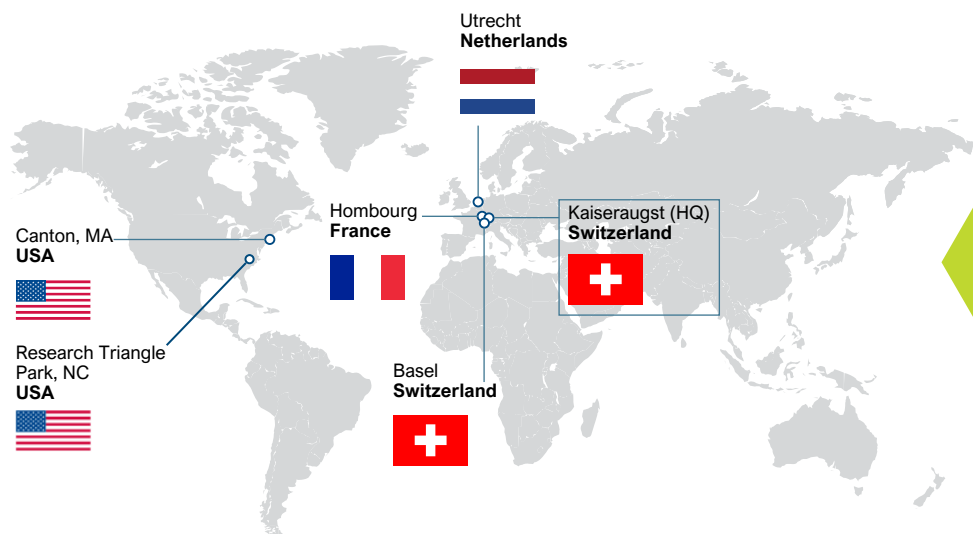 Utrecht
Netherlands
Hombourg
France
Kaiseraugst (HQ)
Switzerland
Canton, MA
USA
Research Triangle
Park, NC
USA
Basel
Switzerland